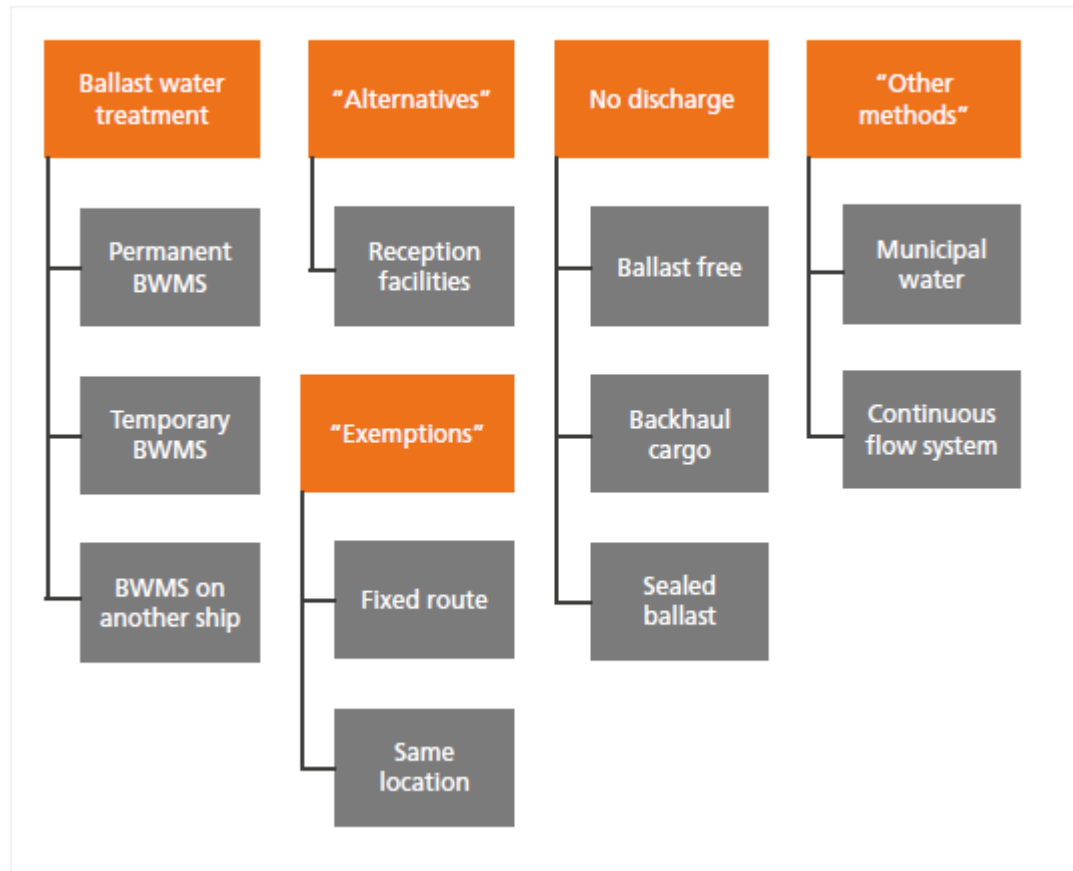 Ballast water
treatment
Permanent
BWMS
Temporary
BWMS
BWMS on
another ship
“Alternatives”
Reception
facilities
“Exemptions”
Fixed route
Same
location
No discharge
Ballast free
Backhaul
cargo
Sealed
ballast
“Other
methods”
Municipal
water
Continuous
flow system